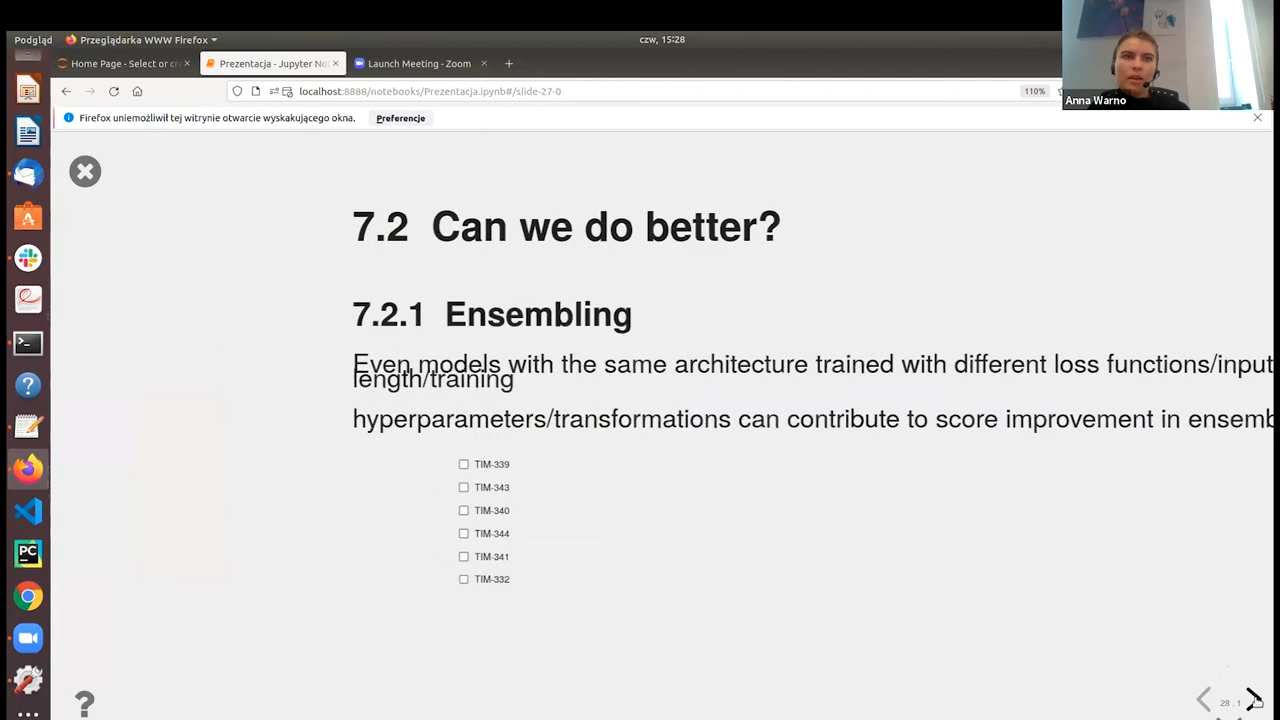 Podgląd
Przeglądarka WWW Firefox
czw, 15:28
Home Page - Select or cr
Prezentacja - Jupyter No
Launch Meeting - Zoom
localhost:8888/notebooks/Prezentacja.ipynb#/slide-27-0
110%
Anna Warno
Firefox uniemożliwił tej witrynie otwarcie wyskakującego okna.
Preferencje
7.2 Can we do better?
7.2.1 Ensembling
Even models with the same architecture trained with different loss functions/input
length/training
hyperparameters/transformations can contribute to score improvement in ensemb
TIM-339
TIM-343
TIM-340
TIM-344
TIM-341
TIM-332
PC
?
28.1